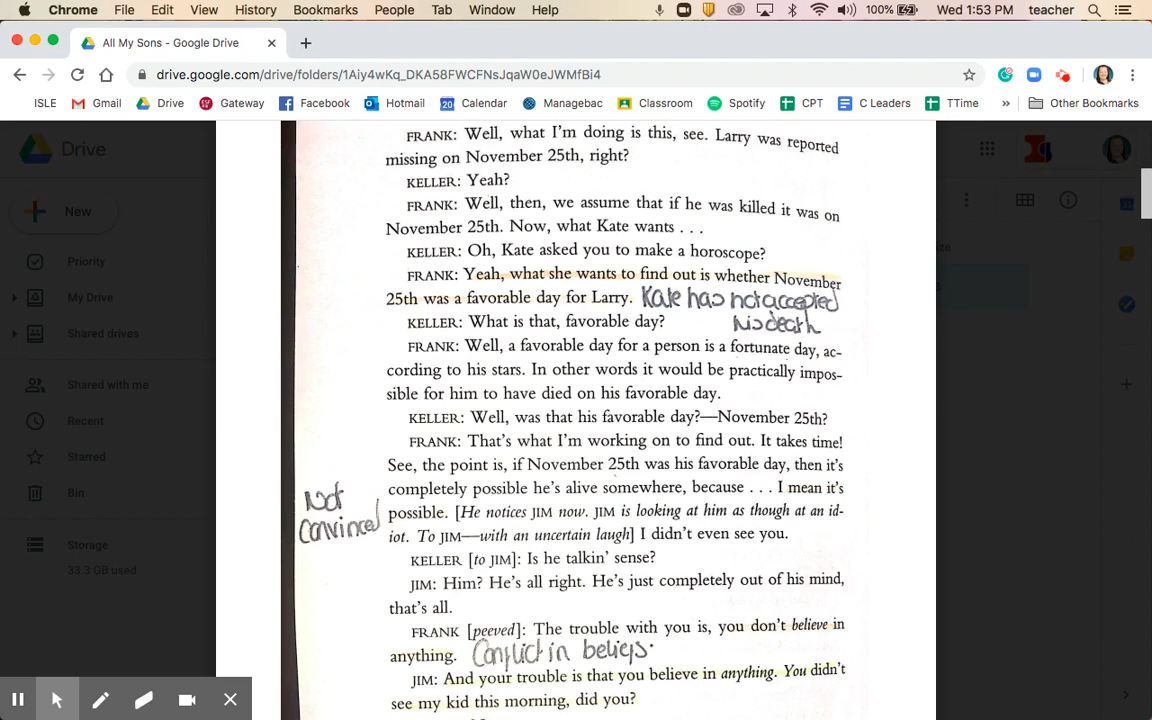 Chrome File Edit View History Bookmarks People Tab Window Help 100% Wed 1:53 PM teacher
All My Sons - Google Drive
drive.google.com/drive/folders/1Aiy4wKq_DKA58FWCFNsJqaW0eJWMfBi4
ISLE Gmail Drive Gateway Facebook Hotmail Calendar Managebac Classroom Spotify CPT C Leaders TTime » Other Bookmarks
Drive
New
Priority
My Drive
Shared drives
Shared with me
Recent
Starred
Bin
Storage
33.3 GB used
FRANK: Well, what I'm doing is this, see. Larry was reported
missing on November 25th, right?
KELLER: Yeah?
FRANK: Well, then, we assume that if he was killed it was on
November 25th. Now, what Kate wants . . .
KELLER: Oh, Kate asked you to make a horoscope?
FRANK: Yeah, what she wants to find out is whether November
25th was a favorable day for Larry. Kate has not accepted
his death
KELLER: What is that, favorable day?
FRANK: Well, a favorable day for a person is a fortunate day, ac-
cording to his stars. In other words it would be practically impos-
sible for him to have died on his favorable day.
KELLER: Well, was that his favorable day?—November 25th?
FRANK: That's what I'm working on to find out. It takes time!
See, the point is, if November 25th was his favorable day, then it's
completely possible he's alive somewhere, because . . . I mean it's
possible. [He notices JIM now. JIM is looking at him as though at an id-
iot. To JIM—with an uncertain laugh] I didn't even see you.
Not
Convinced
KELLER [to JIM]: Is he talkin' sense?
JIM: Him? He's all right. He's just completely out of his mind,
that's all.
FRANK [peeved]: The trouble with you is, you don't believe in
anything. Conflict in beliefs.
JIM: And your trouble is that you believe in anything. You didn't
see my kid this morning, did you?